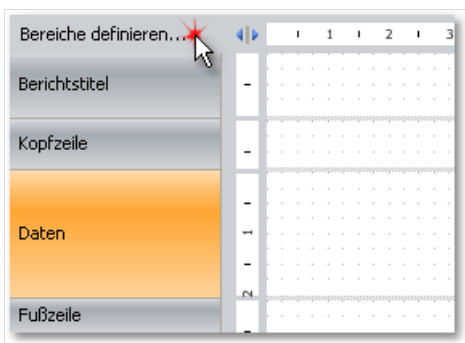 Bereiche definieren... 1 2 3
Berichtstitel
Kopfzeile
Daten
1
2
Fußzeile